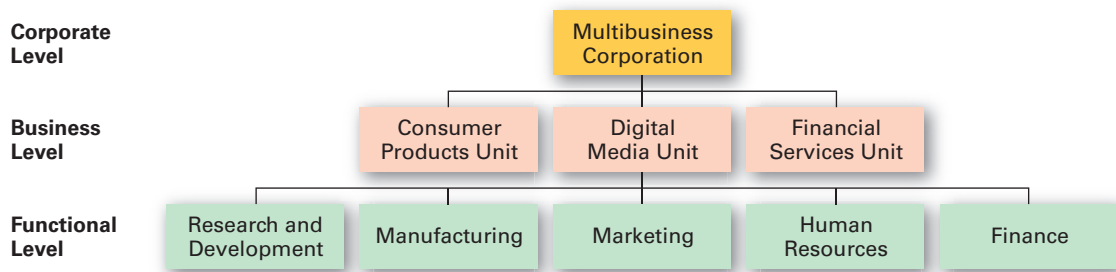 Corporate
Level
Multibusiness
Corporation
Business
Level
Consumer
Products Unit
Digital
Media Unit
Financial
Services Unit
Functional
Level
Research and
Development
Manufacturing
Marketing
Human
Resources
Finance